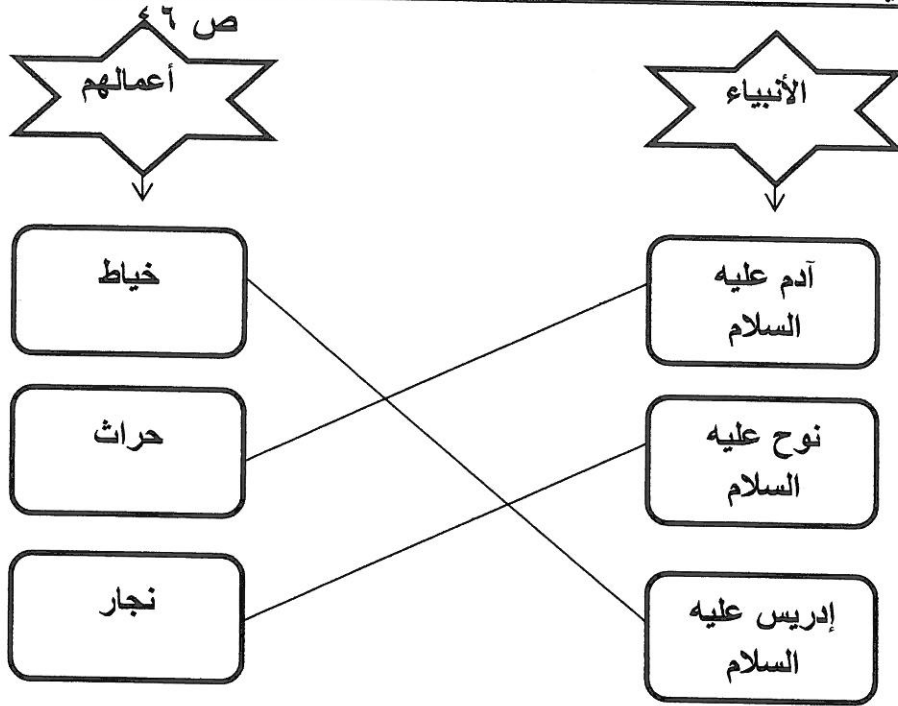 ص ٤٦
الأنبياء
أعمالهم
آدم عليه
السلام
خياط
نوح عليه
السلام
حراث
إدريس عليه
السلام
نجار